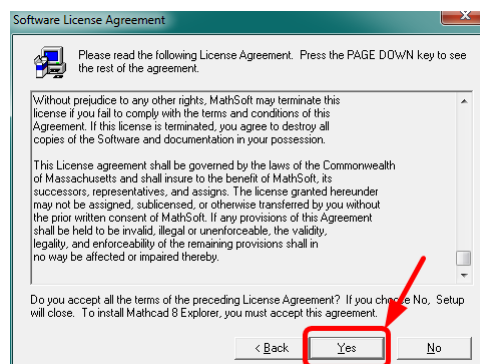 Software License Agreement
Please read the following License Agreement. Press the PAGE DOWN key to see
the rest of the agreement.
Without prejudice to any other rights, MathSoft may terminate this
license if you fail to comply with the terms and conditions of this
Agreement. If this license is terminated, you agree to destroy all
copies of the Software and documentation in your possession.
This License agreement shall be governed by the laws of the Commonwealth
of Massachusetts and shall insure to the benefit of MathSoft, its
successors, representatives, and assigns. The license granted hereunder
may not be assigned, sublicensed, or otherwise transferred by you without
the prior written consent of MathSoft. If any provisions of this Agreement
shall be held to be invalid, illegal or unenforceable, the validity,
legality, and enforceability of the remaining provisions shall in
no way be affected or impaired thereby.
Do you accept all the terms of the preceding License Agreement? If you choose No, Setup
will close. To install Mathcad 8 Explorer, you must accept this agreement.
< Back Yes No